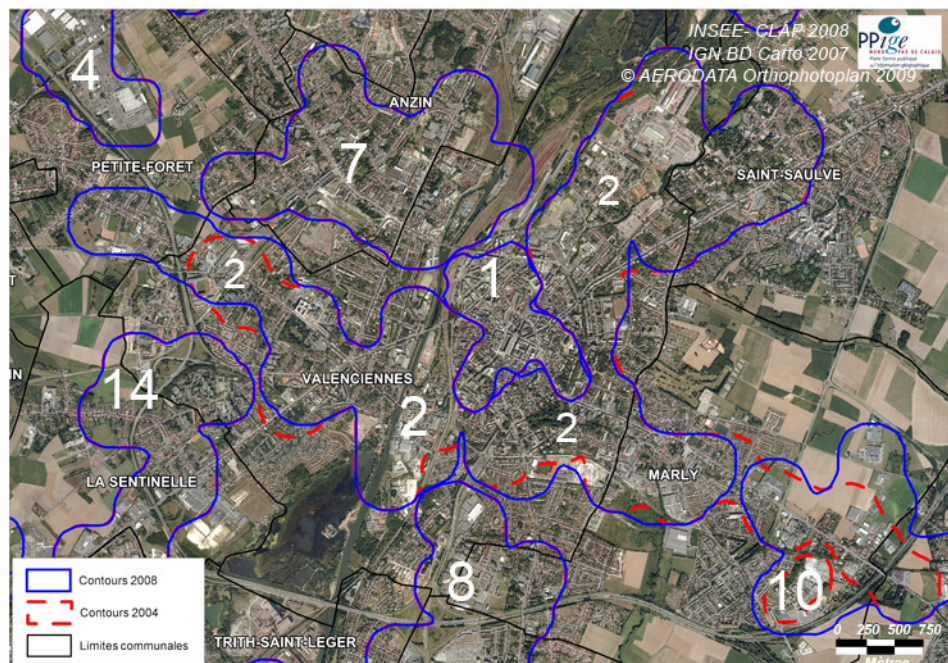 INSEE- CLAP 2008
IGN BD Carto 2007
© AERODATA Orthophotoplan 2009
PPige
NORD PAS DE CALAIS
4
ANZIN
7
PETITE-FORET
2
SAINT-SAULVE
1
2
14
VALENCIENNES
2
2
LA SENTINELLE
MARLY
8
10
TRITH-SAINT-LEGER
Contours 2008
Contours 2004
Limites communales
0 250 500 750
Mètres